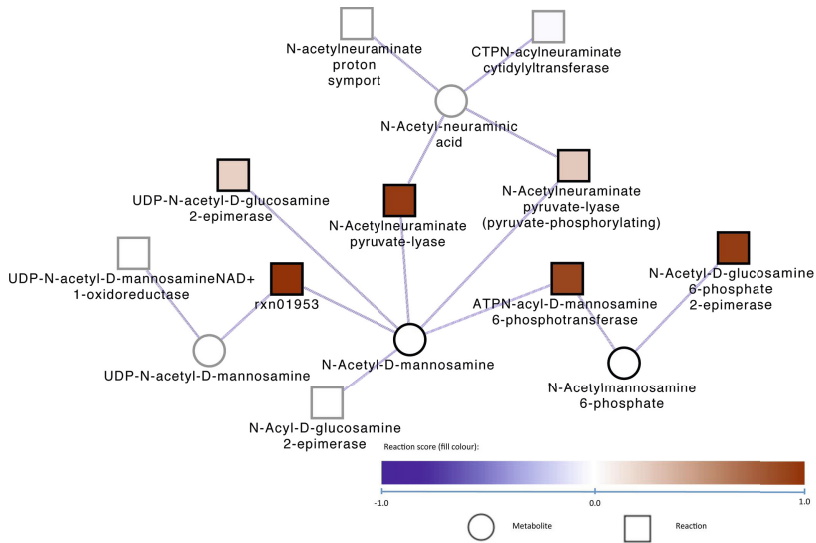 N-acetylneuraminate
proton
symport
CTPN-acylneuraminate
cytidylyltransferase
N-Acetyl-neuraminic
acid
UDP-N-acetyl-D-glucosamine
2-epimerase
N-Acetylneuraminate
pyruvate-lyase
N-Acetylneuraminate
pyruvate-lyase
(pyruvate-phosphorylating)
UDP-N-acetyl-D-mannosamineNAD+
1-oxidoreductase
rxn01953
ATPN-acyl-D-mannosamine
6-phosphotransferase
N-Acetyl-D-glucosamine
6-phosphate
2-epimerase
UDP-N-acetyl-D-mannosamine
N-Acetyl-D-mannosamine
N-Acetylmannosamine
6-phosphate
N-Acyl-D-glucosamine
2-epimerase
Reaction score (fill colour):
-1.0 0.0 1.0
Metabolite Reaction